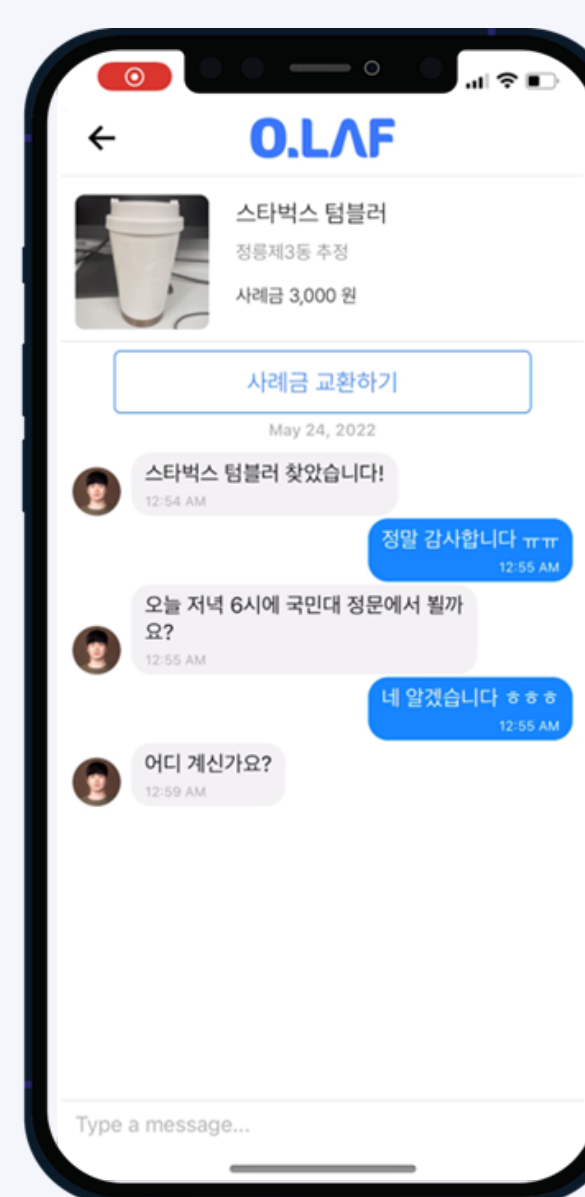 O.LAF
스타벅스 텀블러
정릉제3동 추정
사례금 3,000 원
사례금 교환하기
May 24, 2022
스타벅스 텀블러 찾았습니다!
12:54 AM
정말 감사합니다 ㅠㅠ
12:55 AM
오늘 저녁 6시에 국민대 정문에서 뵐까
요?
12:55 AM
네 알겠습니다 ㅎㅎㅎ
12:55 AM
어디 계신가요?
12:59 AM
Type a message...